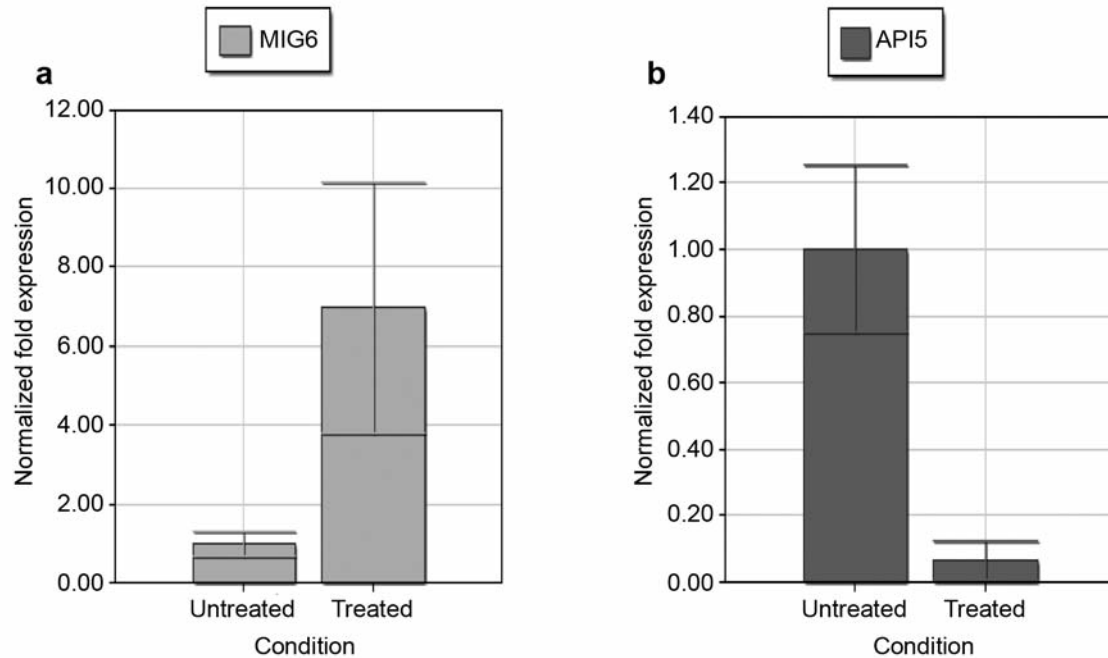 MIG6
a
12.00
10.00
8.00
6.00
4.00
2.00
0.00
Normalized fold expression
Untreated Treated
Condition
API5
b
1.40
1.20
1.00
0.80
0.60
0.40
0.20
0.00
Normalized fold expression
Untreated Treated
Condition